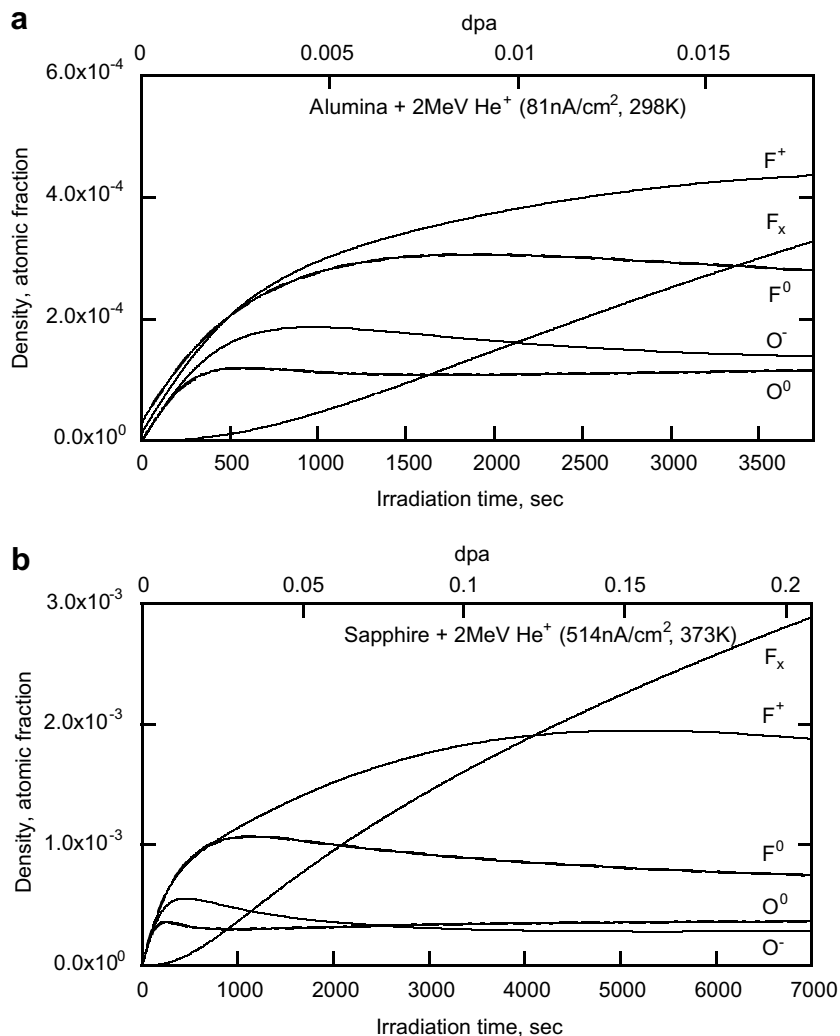 a
dpa
0 0.005 0.01 0.015
6.0x10⁻⁴
Alumina + 2MeV He⁺ (81nA/cm², 298K)
F⁺
4.0x10⁻⁴
Fₓ
F⁰
2.0x10⁻⁴
O⁻
O⁰
0.0x10⁰
Density, atomic fraction
0 500 1000 1500 2000 2500 3000 3500
Irradiation time, sec
b
dpa
0 0.05 0.1 0.15 0.2
3.0x10⁻³
Sapphire + 2MeV He⁺ (514nA/cm², 373K)
Fₓ
F⁺
2.0x10⁻³
1.0x10⁻³
F⁰
O⁰
O⁻
0.0x10⁰
Density, atomic fraction
0 1000 2000 3000 4000 5000 6000 7000
Irradiation time, sec